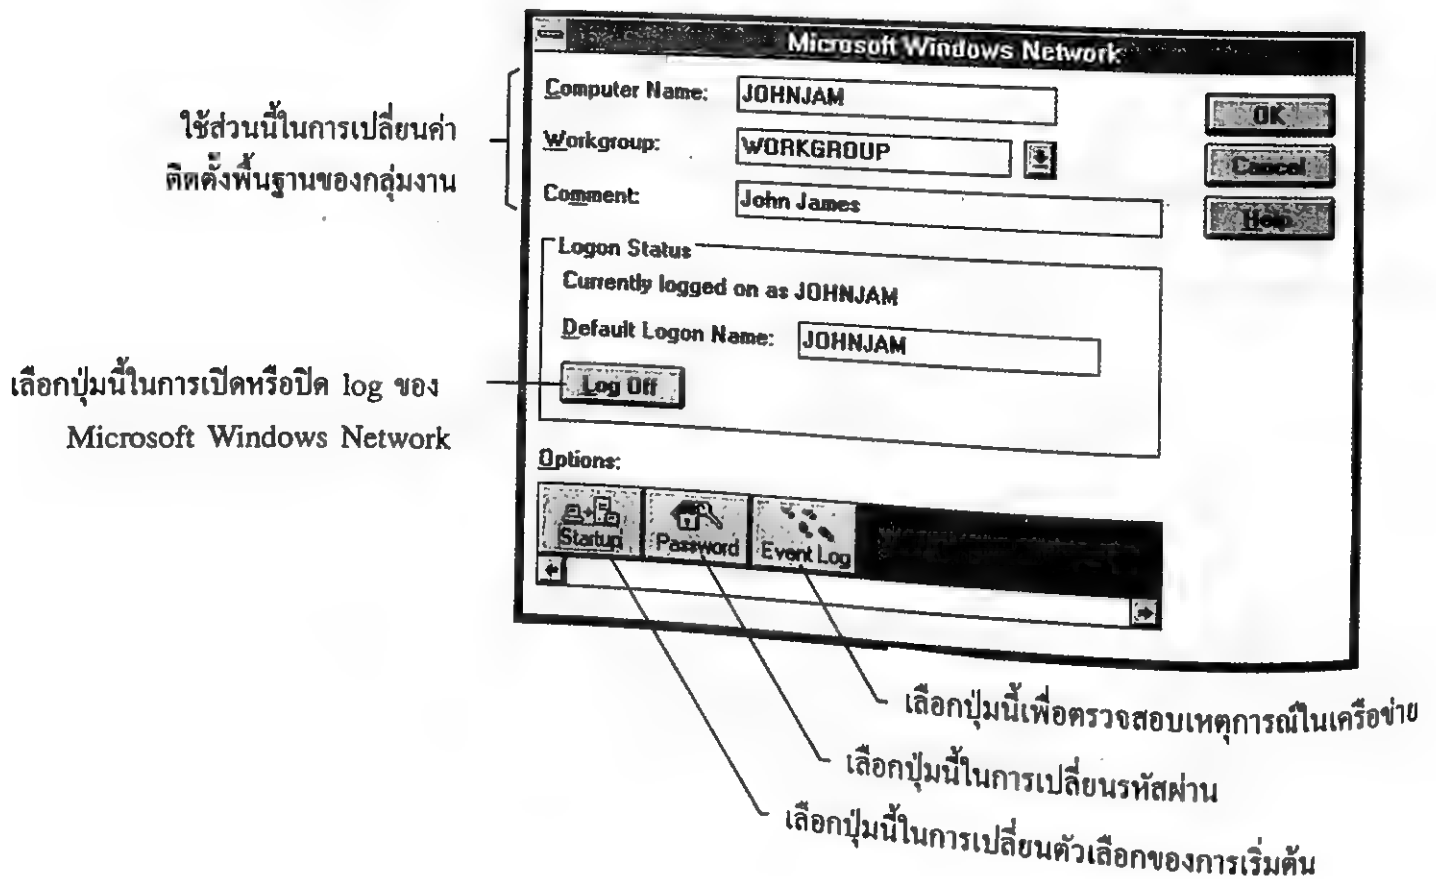 Microsoft Windows Network
Computer Name: JOHNJAM
OK
ใช้ส่วนนี้ในการเปลี่ยนค่า
ติดตั้งพื้นฐานของกลุ่มงาน
Workgroup: WORKGROUP
Cancel
Comment: John James
Help
Logon Status
Currently logged on as JOHNJAM
Default Logon Name: JOHNJAM
เลือกปุ่มนี้ในการเปิดหรือปิด log ของ
Microsoft Windows Network
Log Off
Options:
Startup
Password
Event Log
เลือกปุ่มนี้เพื่อตรวจสอบเหตุการณ์ในเครือข่าย
เลือกปุ่มนี้ในการเปลี่ยนรหัสผ่าน
เลือกปุ่มนี้ในการเปลี่ยนตัวเลือกของการเริ่มต้น